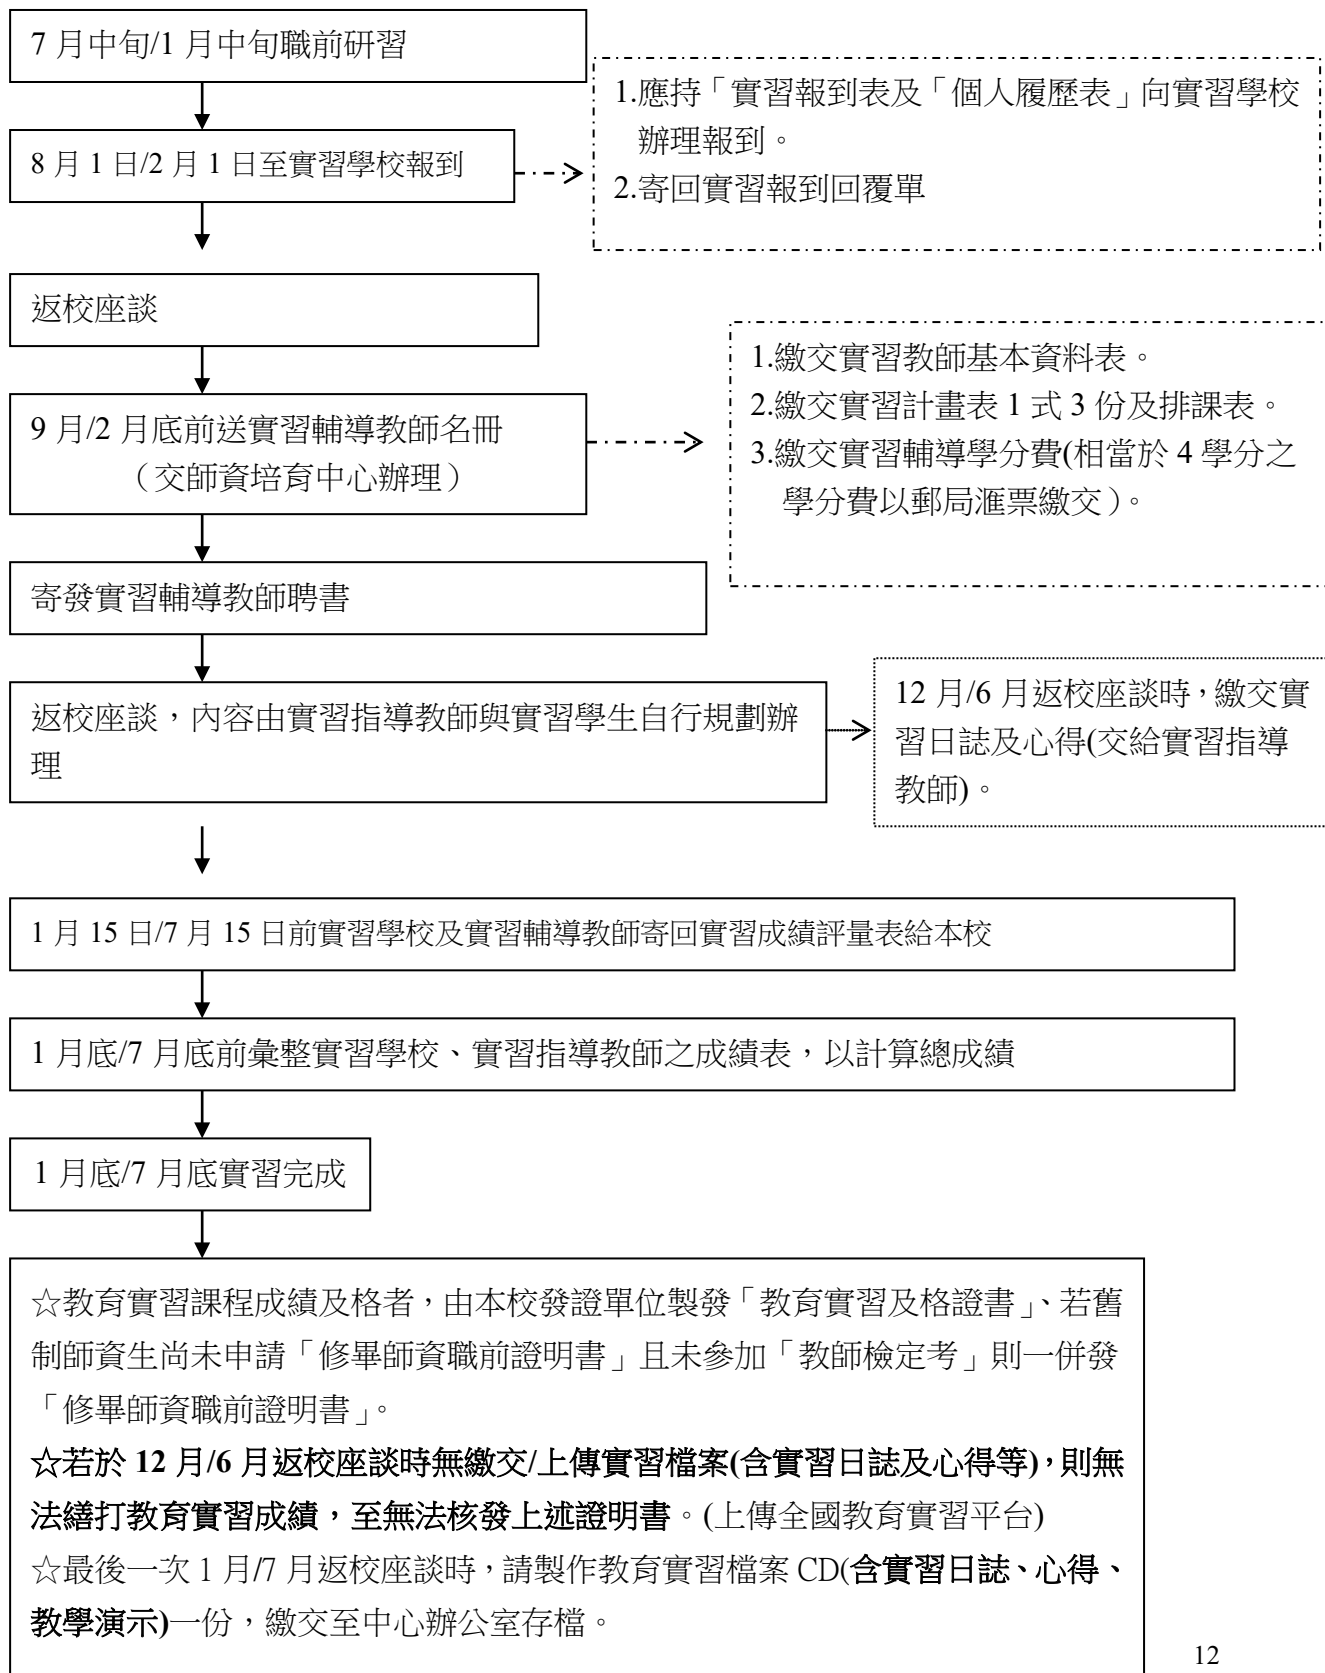 7 月中旬/1 月中旬職前研習
1.應持「實習報到表及「個人履歷表」向實習學校
辦理報到。
2.寄回實習報到回覆單
8 月 1 日/2 月 1 日至實習學校報到
返校座談
1.繳交實習教師基本資料表。
2.繳交實習計畫表 1 式 3 份及排課表。
3.繳交實習輔導學分費(相當於 4 學分之
學分費以郵局滙票繳交）。
9 月/2 月底前送實習輔導教師名冊
（交師資培育中心辦理）
寄發實習輔導教師聘書
返校座談，內容由實習指導教師與實習學生自行規劃辦
理
12 月/6 月返校座談時，繳交實
習日誌及心得(交給實習指導
教師)。
1 月 15 日/7 月 15 日前實習學校及實習輔導教師寄回實習成績評量表給本校
1 月底/7 月底前彙整實習學校、實習指導教師之成績表，以計算總成績
1 月底/7 月底實習完成
☆教育實習課程成績及格者，由本校發證單位製發「教育實習及格證書」、若舊
制師資生尚未申請「修畢師資職前證明書」且未參加「教師檢定考」則一併發
「修畢師資職前證明書」。
☆若於 12 月/6 月返校座談時無繳交/上傳實習檔案(含實習日誌及心得等)，則無
法繕打教育實習成績，至無法核發上述證明書。(上傳全國教育實習平台)
☆最後一次 1 月/7 月返校座談時，請製作教育實習檔案 CD(含實習日誌、心得、
教學演示)一份，繳交至中心辦公室存檔。
12